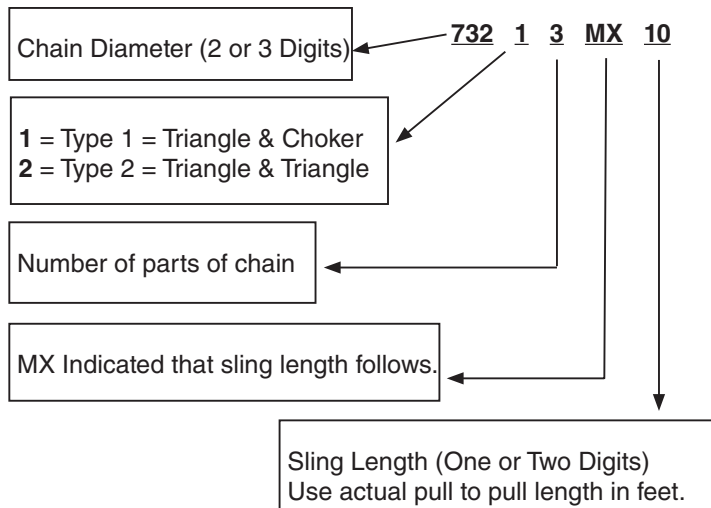 732 1 3 MX 10
Chain Diameter (2 or 3 Digits)
1 = Type 1 = Triangle & Choker
2 = Type 2 = Triangle & Triangle
Number of parts of chain
MX Indicated that sling length follows.
Sling Length (One or Two Digits)
Use actual pull to pull length in feet.